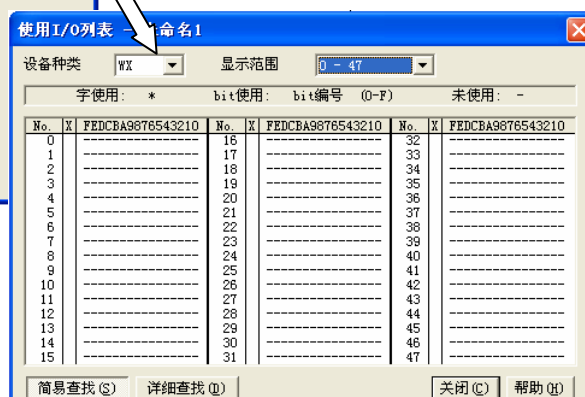 使用I/O列表 - 未命名1
设备种类 WX 显示范围 0 - 47
字使用: * bit使用: bit编号 (0-F) 未使用: -
No. X FEDCBA9876543210 No. X FEDCBA9876543210 No. X FEDCBA9876543210
0 ---------------- 16 ---------------- 32 ----------------
1 ---------------- 17 ---------------- 33 ----------------
2 ---------------- 18 ---------------- 34 ----------------
3 ---------------- 19 ---------------- 35 ----------------
4 ---------------- 20 ---------------- 36 ----------------
5 ---------------- 21 ---------------- 37 ----------------
6 ---------------- 22 ---------------- 38 ----------------
7 ---------------- 23 ---------------- 39 ----------------
8 ---------------- 24 ---------------- 40 ----------------
9 ---------------- 25 ---------------- 41 ----------------
10 ---------------- 26 ---------------- 42 ----------------
11 ---------------- 27 ---------------- 43 ----------------
12 ---------------- 28 ---------------- 44 ----------------
13 ---------------- 29 ---------------- 45 ----------------
14 ---------------- 30 ---------------- 46 ----------------
15 ---------------- 31 ---------------- 47 ----------------
简易查找(S) 详细查找(D) 关闭(C) 帮助(H)